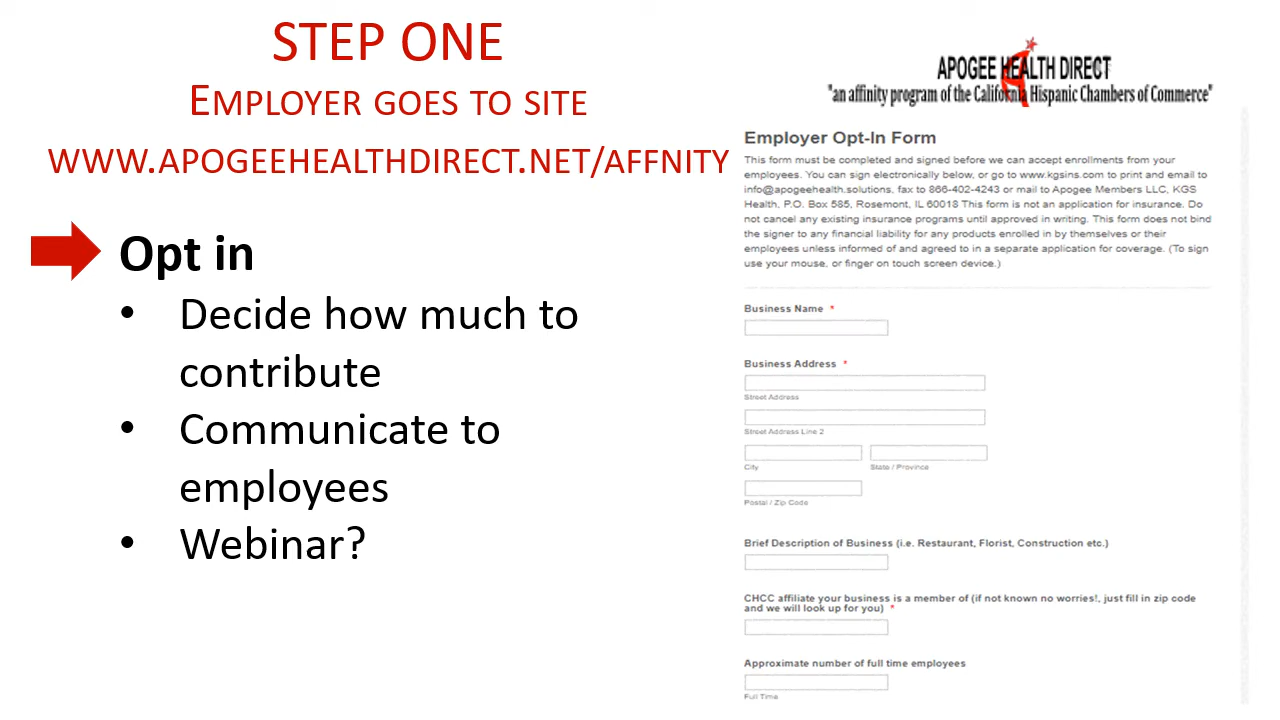 STEP ONE
EMPLOYER GOES TO SITE
WWW.APOGEEHEALTHDIRECT.NET/AFFNITY
Opt in
• Decide how much to
contribute
• Communicate to
employees
• Webinar?
APOGEE HEALTH DIRECT
"an affinity program of the California Hispanic Chambers of Commerce"
Employer Opt-In Form
This form must be completed and signed before we can accept enrollments from your
employees. You can sign electronically below, or go to www.kgsins.com to print and email to
info@apogeehealth.solutions, fax to 866-402-4243 or mail to Apogee Members LLC, KGS
Health, P.O. Box 585, Rosemont, IL 60018 This form is not an application for insurance. Do
not cancel any existing insurance programs until approved in writing. This form does not bind
the signer to any financial liability for any products enrolled in by themselves or their
employees unless informed of and agreed to in a separate application for coverage. (To sign
use your mouse, or finger on touch screen device.)
Business Name *
Business Address *
Street Address
Street Address Line 2
City State / Province
Postal / Zip Code
Brief Description of Business (i.e. Restaurant, Florist, Construction etc.)
CHCC affiliate your business is a member of (if not known no worries!, just fill in zip code
and we will look up for you) *
Approximate number of full time employees
Full Time